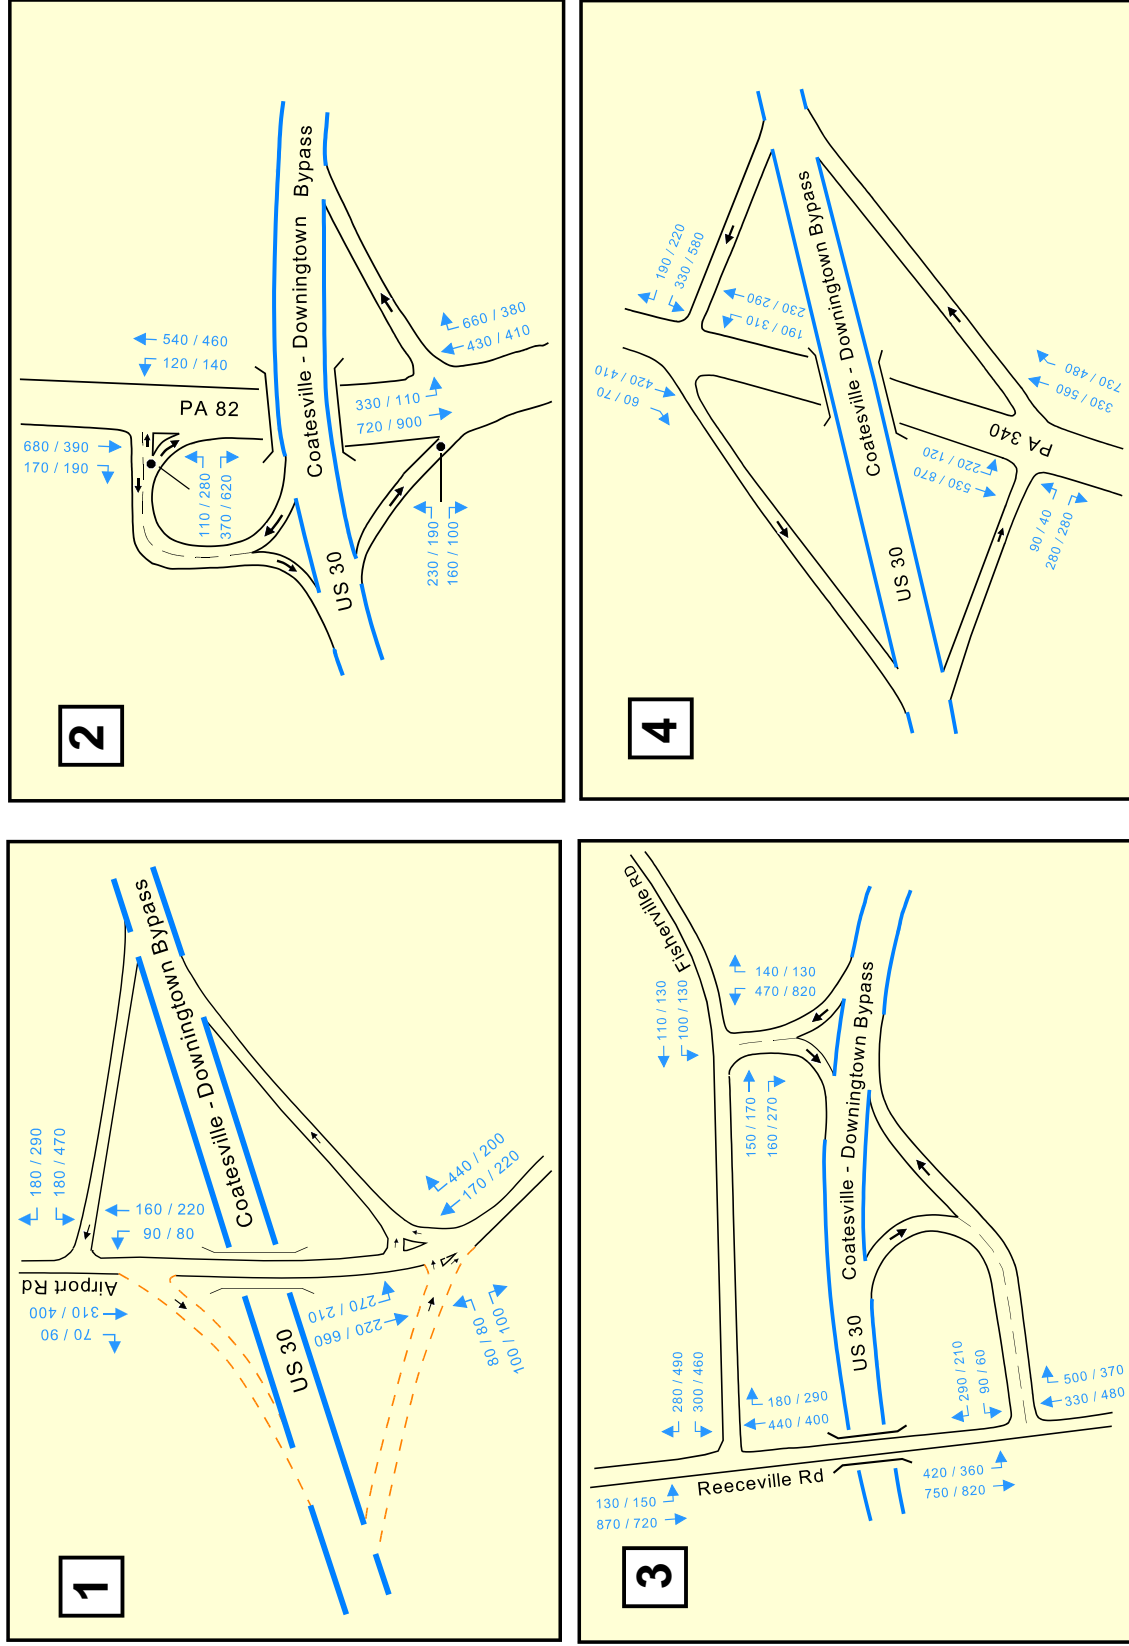 2
540 / 460
120 / 140
PA 82
680 / 390
170 / 190
110 / 280
370 / 620
330 / 110
720 / 900
660 / 380
430 / 410
230 / 190
160 / 100
Coatesville - Downingtown Bypass
US 30
4
190 / 220
330 / 580
230 / 290
190 / 310
420 / 410
60 / 70
Coatesville - Downingtown Bypass
US 30
220 / 120
530 / 870
PA 340
730 / 480
330 / 560
90 / 40
280 / 280
1
180 / 290
180 / 470
160 / 220
90 / 80
Airport Rd
310 / 400
70 / 90
Coatesville - Downingtown Bypass
US 30
440 / 200
170 / 220
270 / 210
220 / 660
80 / 80
100 / 100
3
Fisherville RD
110 / 130
100 / 130
140 / 130
470 / 820
150 / 170
160 / 270
Coatesville - Downingtown Bypass
US 30
280 / 490
300 / 460
180 / 290
440 / 400
Reeceville Rd
130 / 150
870 / 720
290 / 210
90 / 60
500 / 370
330 / 480
420 / 360
750 / 820